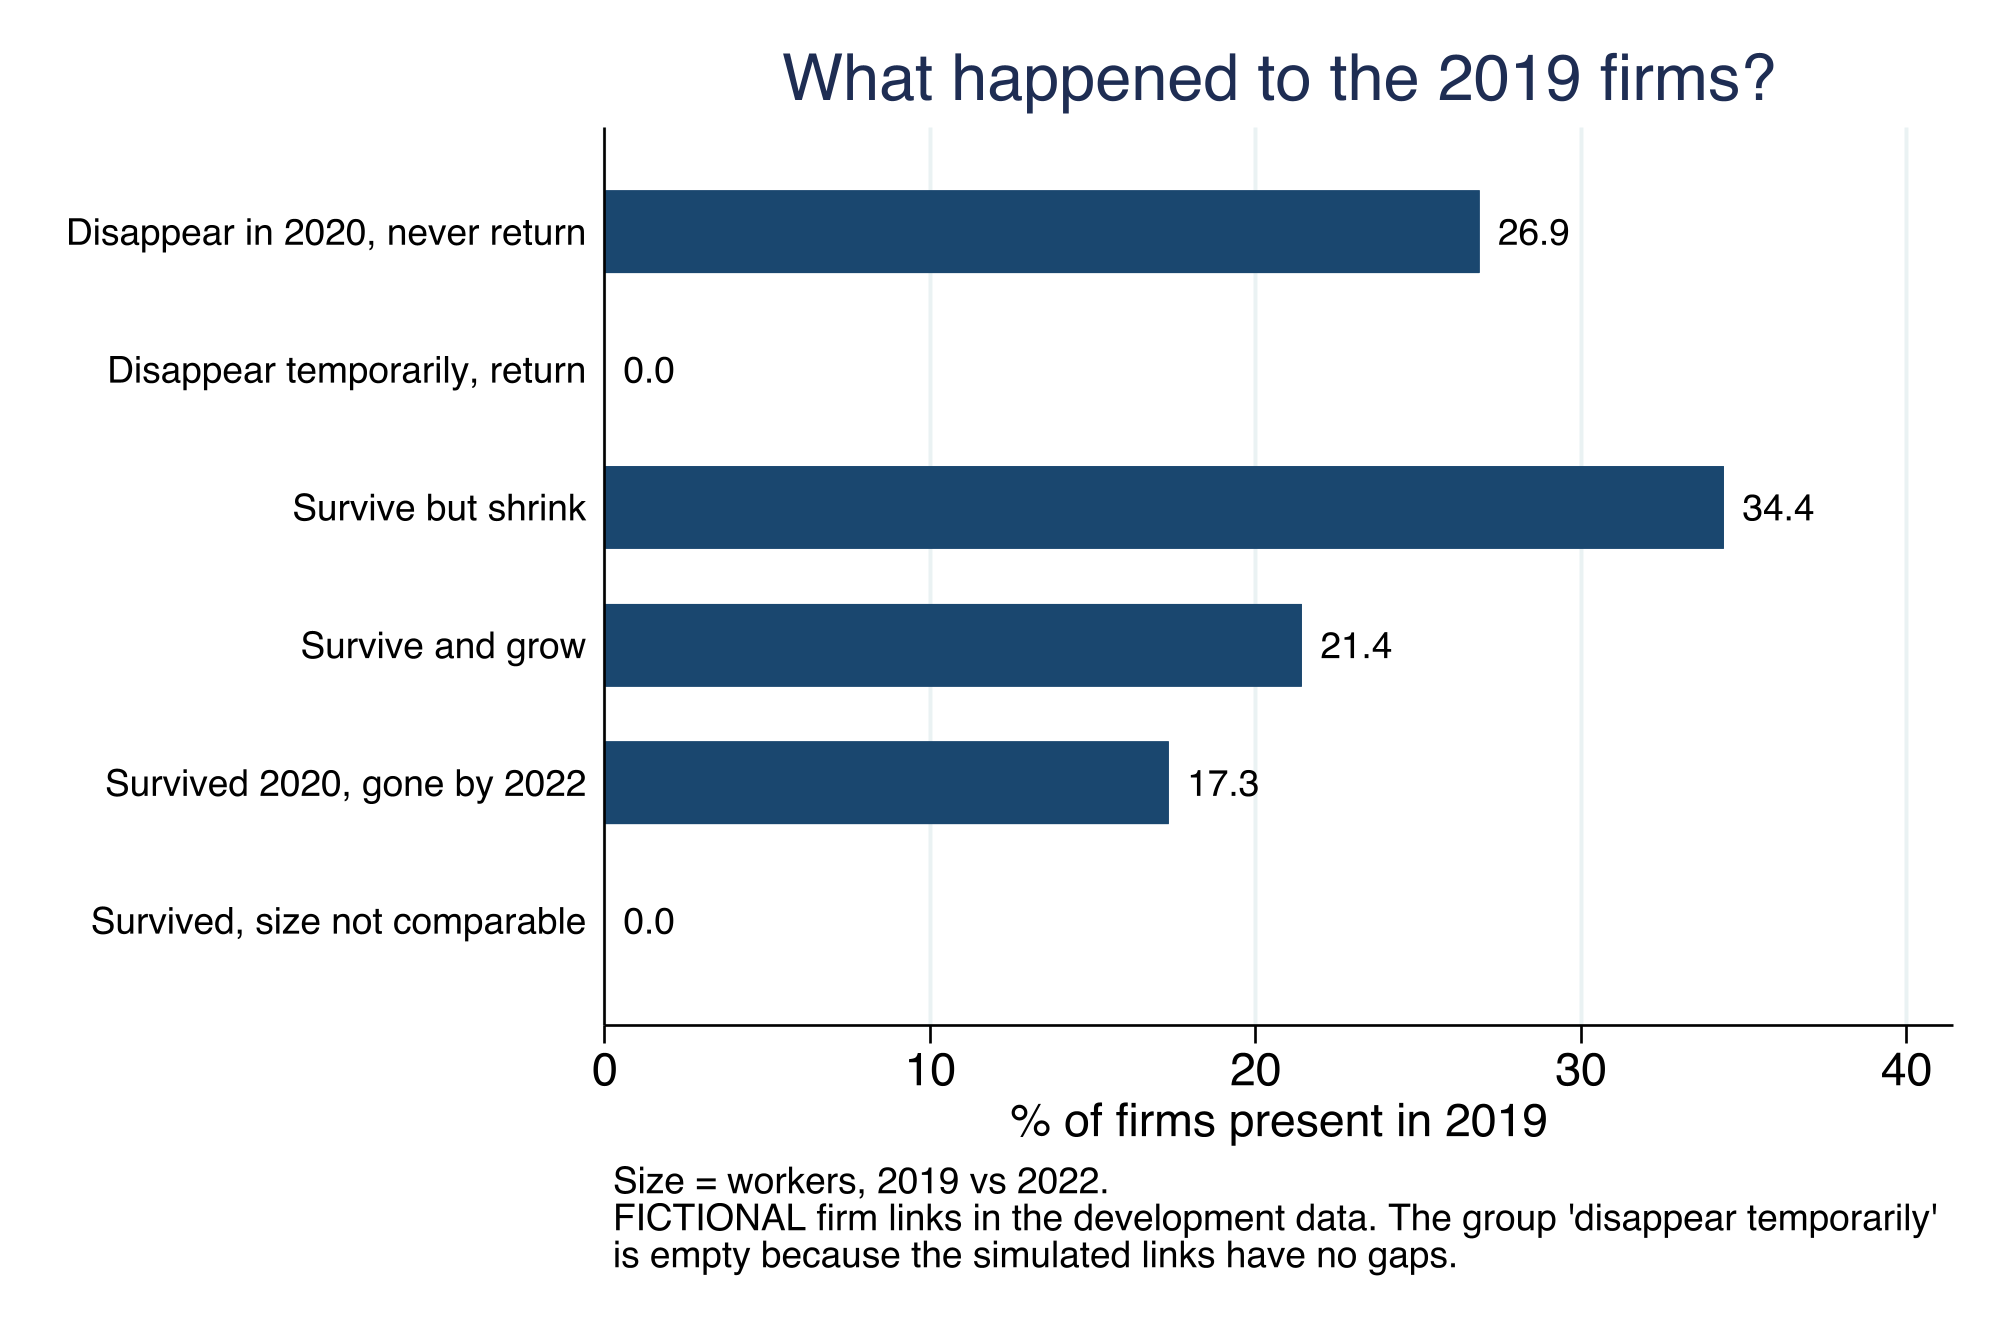 What happened to the 2019 firms?
Disappear in 2020, never return
26.9
Disappear temporarily, return
0.0
Survive but shrink
34.4
Survive and grow
21.4
Survived 2020, gone by 2022
17.3
Survived, size not comparable
0.0
0 10 20 30 40
% of firms present in 2019
Size = workers, 2019 vs 2022.
FICTIONAL firm links in the development data. The group 'disappear temporarily'
is empty because the simulated links have no gaps.